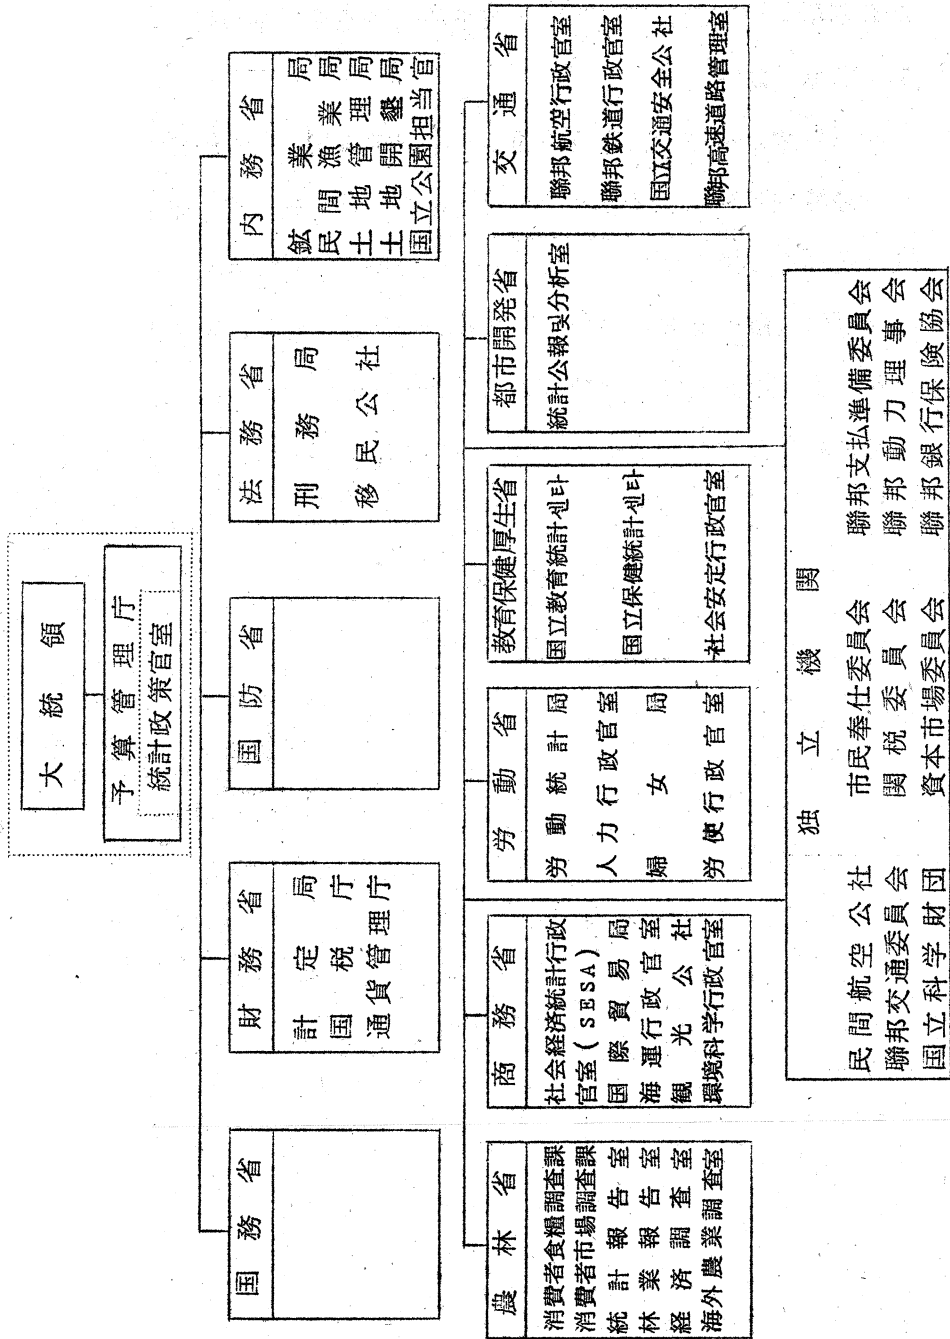 大統領
予算管理庁
統計政策官室
国務省
財務省
計定局
国税庁
通貨管理庁
国防省
法務省
刑務局
移民公社
内務省
鉱業局
民間漁業局
土地管理局
土地開墾局
国立公園担当官
農林省
消費者食糧調査課
消費者市場調査課
統計報告室
林業報告室
経済調査室
海外農業調査室
商務省
社会経済統計行政
官室(SESA)
国際貿易局
海運行政官室
観光公社
環境科学行政官室
労働省
労働統計局
人力行政官室
婦女局
労使行政官室
教育保健厚生省
国立教育統計센타
国立保健統計센타
社会安定行政官室
都市開発省
統計公報및分析室
交通省
聯邦航空行政官室
聯邦鉄道行政官室
国立交通安全公社
聯邦高速道路管理室
独立機関
民間航空公社 市民奉仕委員会 聯邦支払準備委員会
聯邦交通委員会 関税委員会 聯邦動力理事会
国立科学財団 資本市場委員会 聯邦銀行保険協会